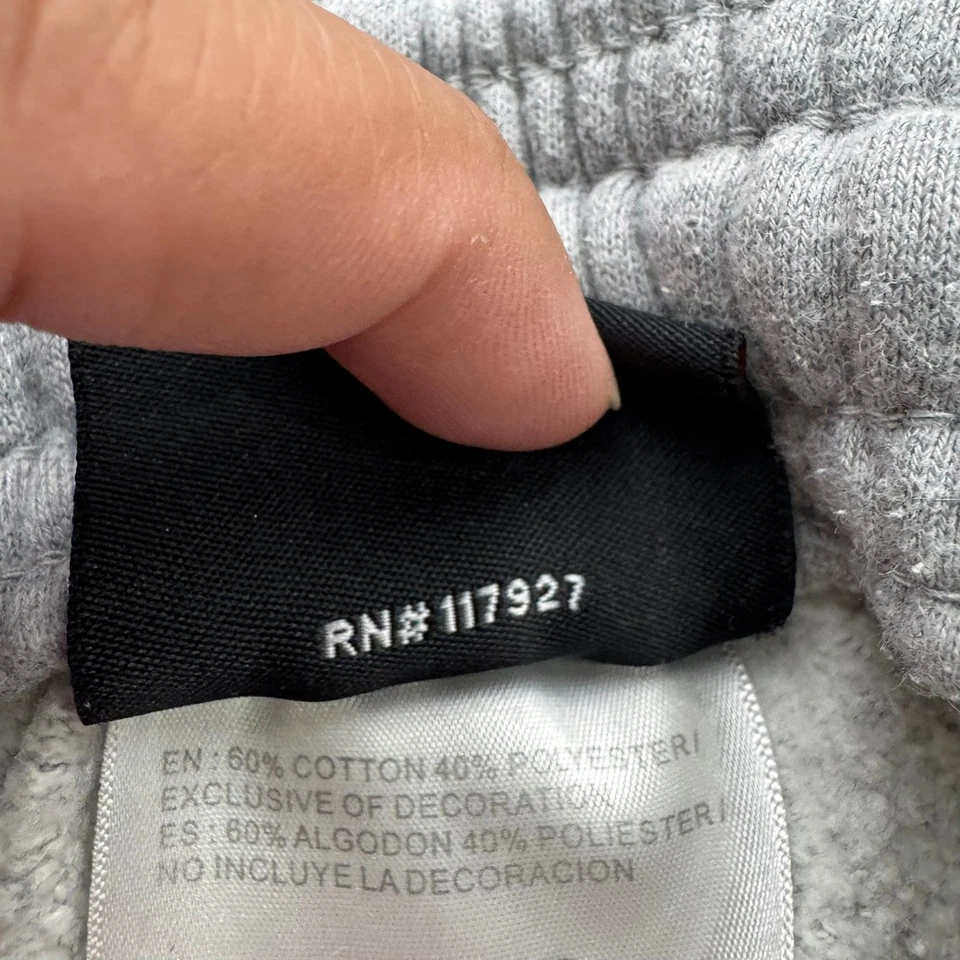 RN# 117927
EN : 60% COTTON 40% POLYESTER /
EXCLUSIVE OF DECORATION
ES : 60% ALGODON 40% POLIESTER /
NO INCLUYE LA DECORACION